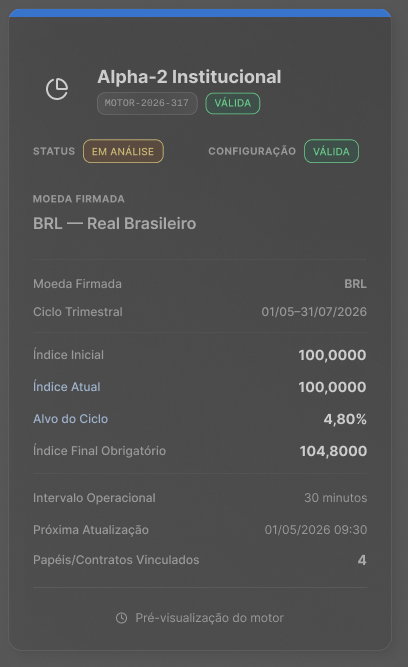 Alpha-2 Institucional
MOTOR-2026-317 VÁLIDA
STATUS EM ANÁLISE CONFIGURAÇÃO VÁLIDA
MOEDA FIRMADA
BRL — Real Brasileiro
Moeda Firmada BRL
Ciclo Trimestral 01/05–31/07/2026
Índice Inicial 100,0000
Índice Atual 100,0000
Alvo do Ciclo 4,80%
Índice Final Obrigatório 104,8000
Intervalo Operacional 30 minutos
Próxima Atualização 01/05/2026 09:30
Papéis/Contratos Vinculados 4
Pré-visualização do motor